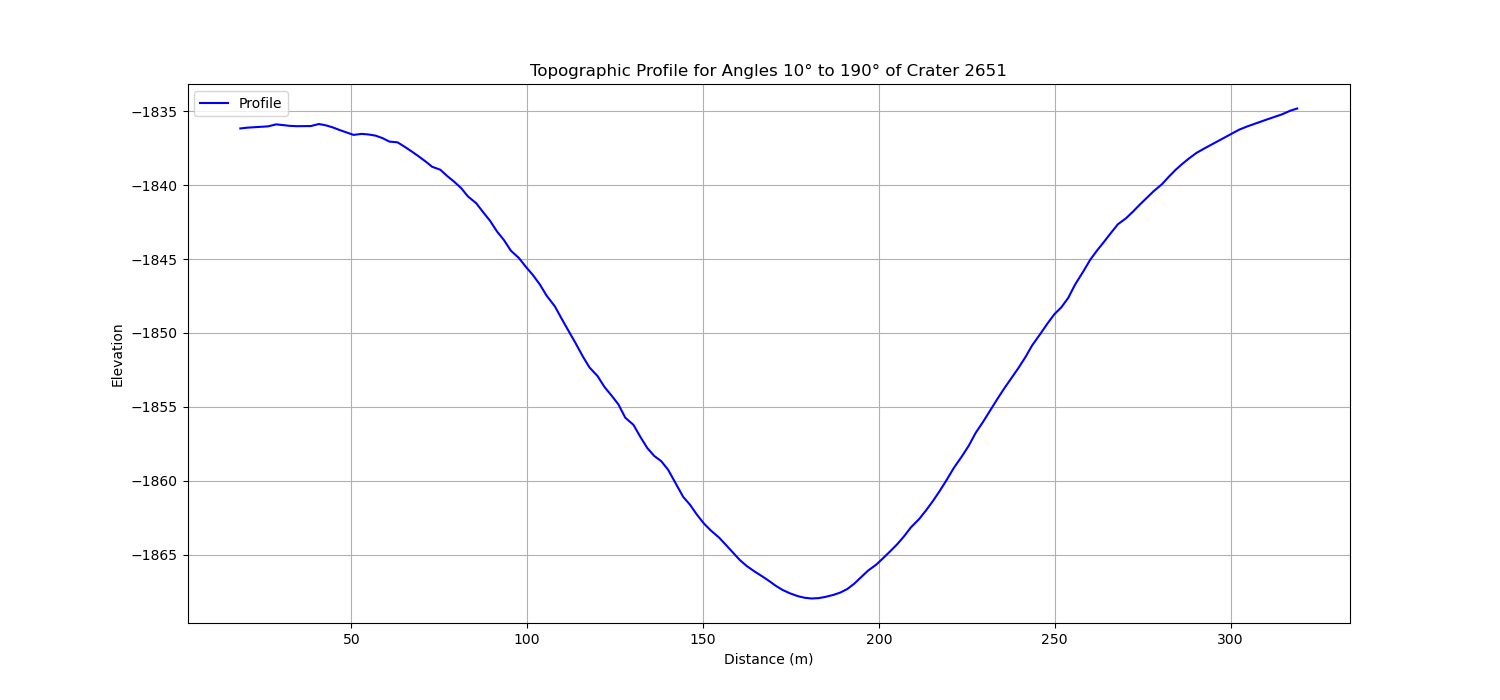 Topographic Profile for Angles 10° to 190° of Crater 2651
Profile
−1835
−1840
−1845
−1850
−1855
−1860
−1865
Elevation
50 100 150 200 250 300
Distance (m)